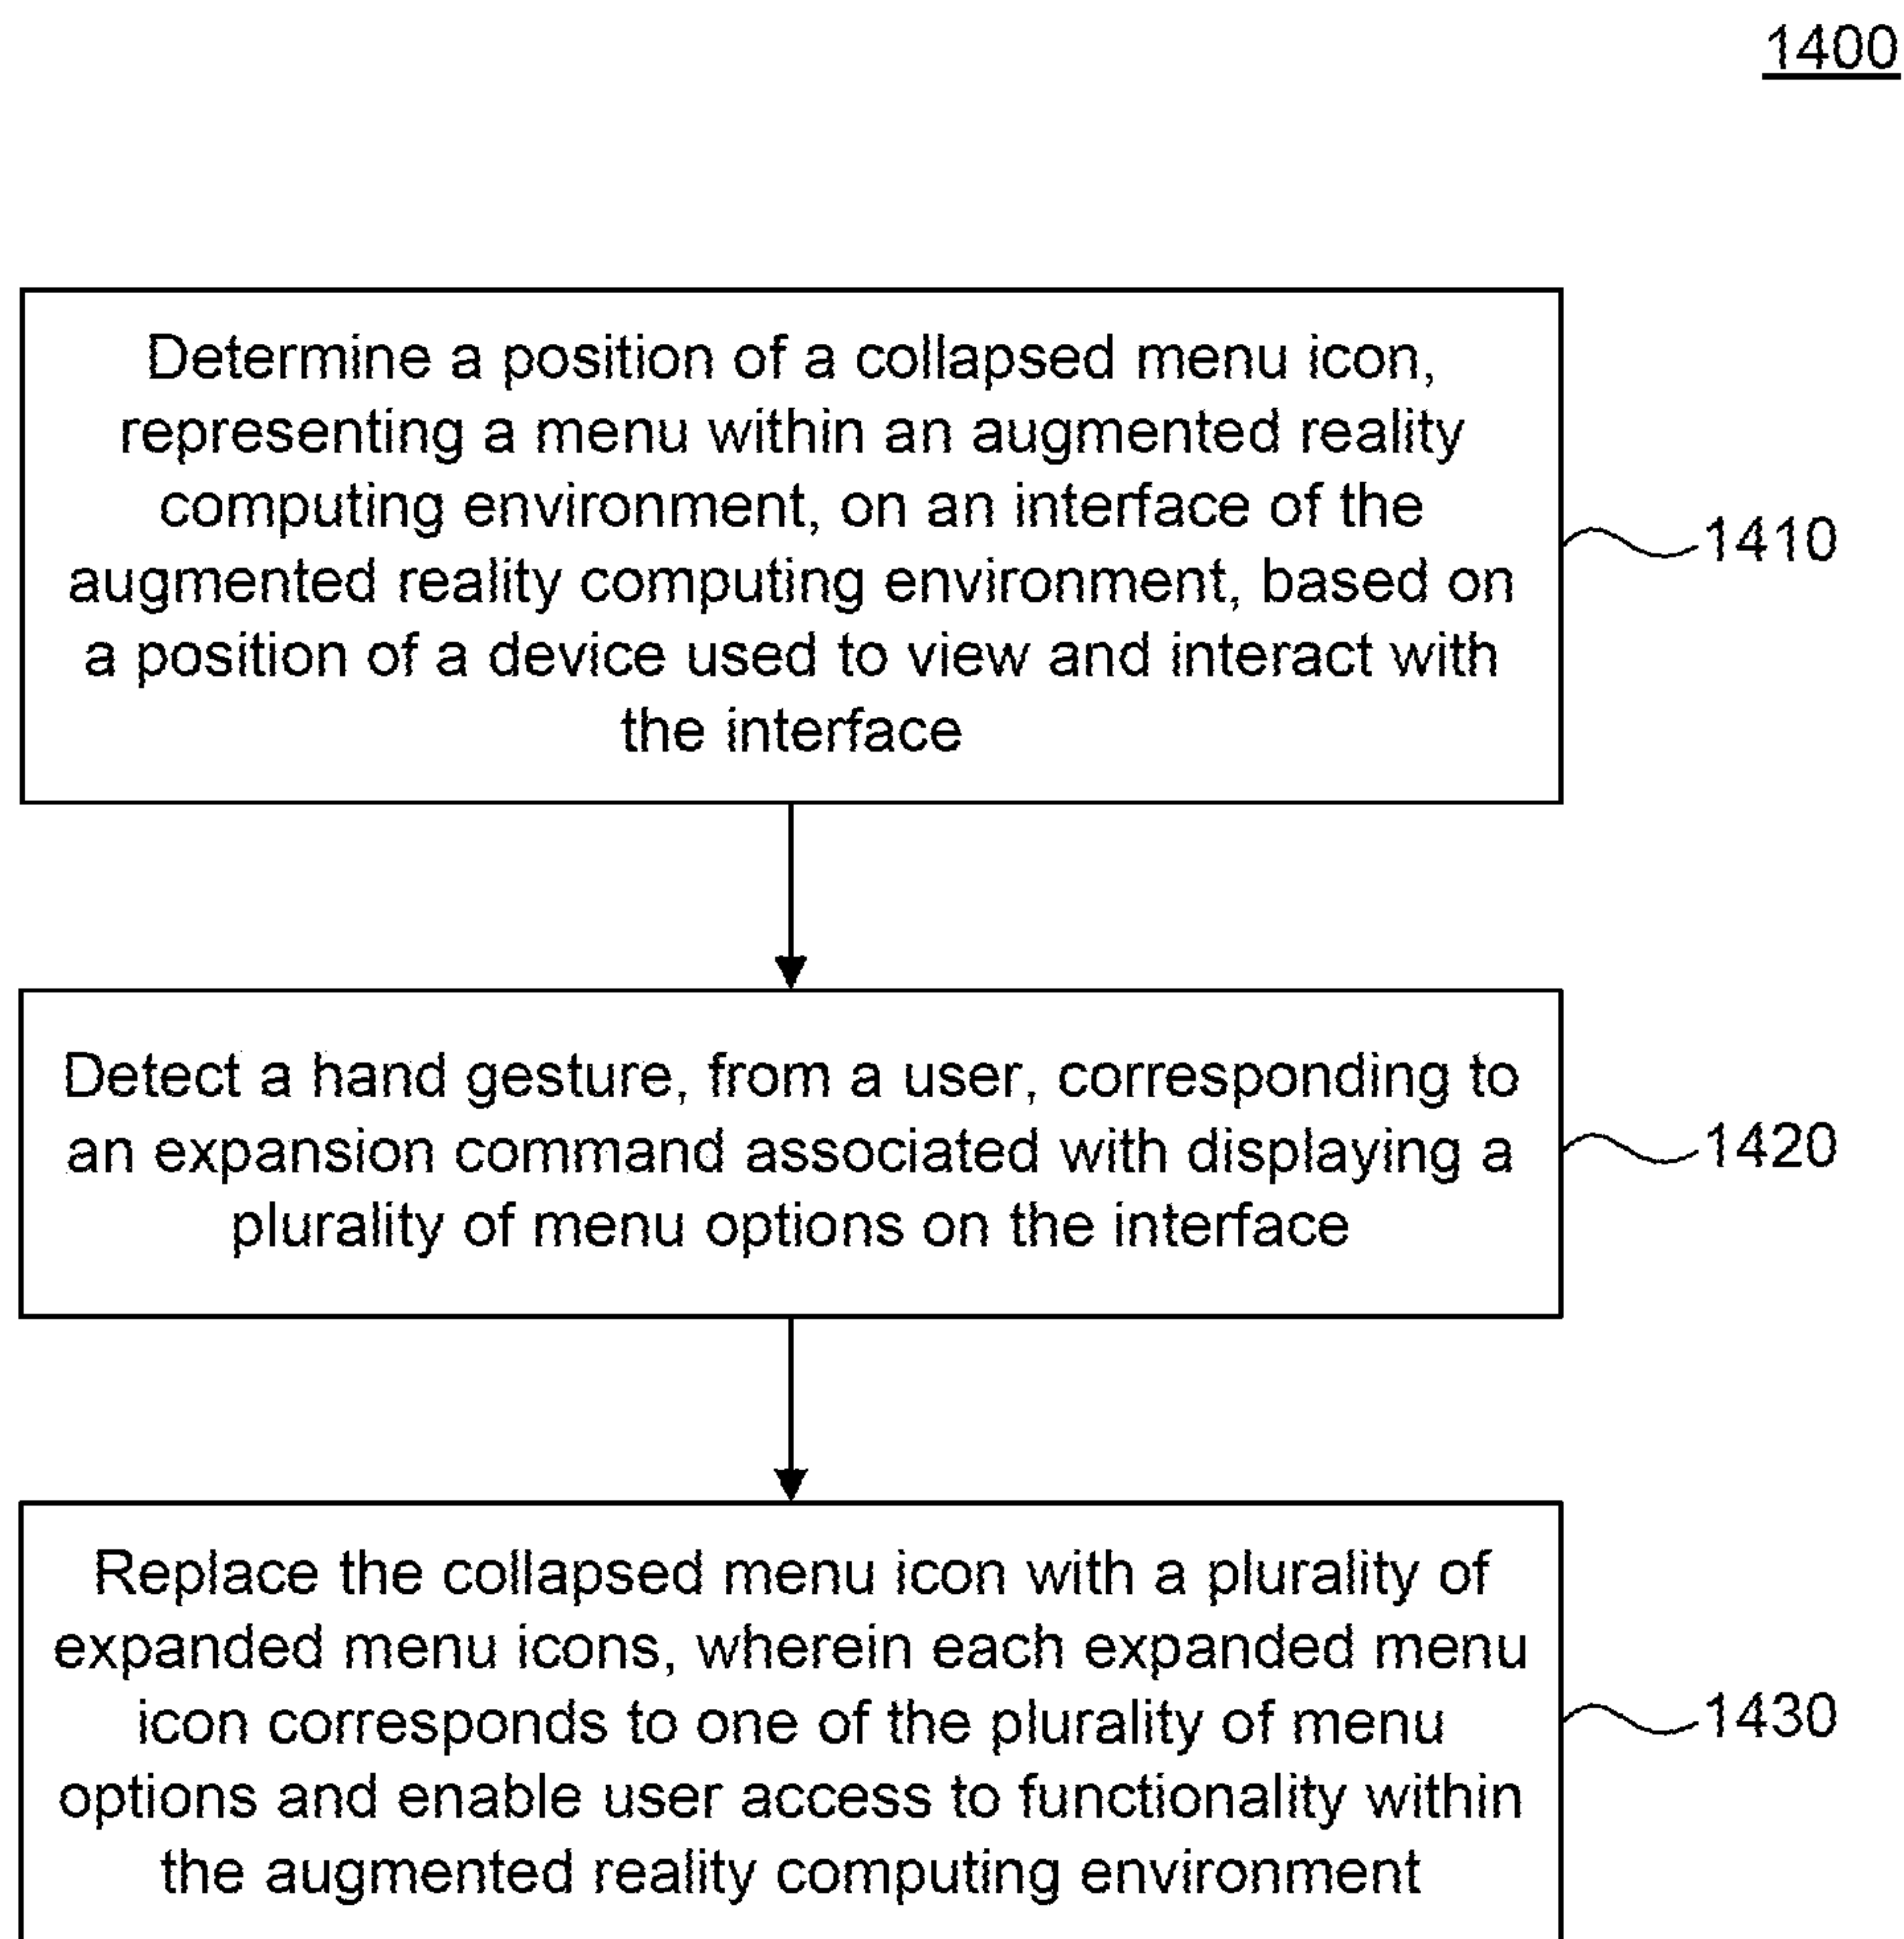 1400
Determine a position of a collapsed menu icon,
representing a menu within an augmented reality
computing environment, on an interface of the
augmented reality computing environment, based on
a position of a device used to view and interact with
the interface
1410
Detect a hand gesture, from a user, corresponding to
an expansion command associated with displaying a
plurality of menu options on the interface
1420
Replace the collapsed menu icon with a plurality of
expanded menu icons, wherein each expanded menu
icon corresponds to one of the plurality of menu
options and enable user access to functionality within
the augmented reality computing environment
1430